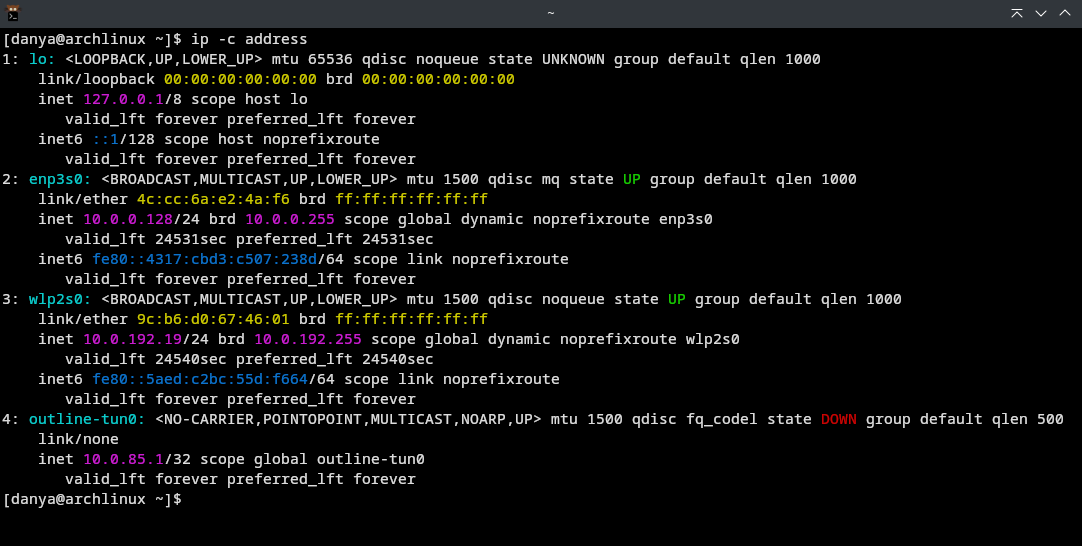 ~
[danya@archlinux ~]$ ip -c address
1: lo: <LOOPBACK,UP,LOWER_UP> mtu 65536 qdisc noqueue state UNKNOWN group default qlen 1000
    link/loopback 00:00:00:00:00:00 brd 00:00:00:00:00:00
    inet 127.0.0.1/8 scope host lo
       valid_lft forever preferred_lft forever
    inet6 ::1/128 scope host noprefixroute
       valid_lft forever preferred_lft forever
2: enp3s0: <BROADCAST,MULTICAST,UP,LOWER_UP> mtu 1500 qdisc mq state UP group default qlen 1000
    link/ether 4c:cc:6a:e2:4a:f6 brd ff:ff:ff:ff:ff:ff
    inet 10.0.0.128/24 brd 10.0.0.255 scope global dynamic noprefixroute enp3s0
       valid_lft 24531sec preferred_lft 24531sec
    inet6 fe80::4317:cbd3:c507:238d/64 scope link noprefixroute
       valid_lft forever preferred_lft forever
3: wlp2s0: <BROADCAST,MULTICAST,UP,LOWER_UP> mtu 1500 qdisc noqueue state UP group default qlen 1000
    link/ether 9c:b6:d0:67:46:01 brd ff:ff:ff:ff:ff:ff
    inet 10.0.192.19/24 brd 10.0.192.255 scope global dynamic noprefixroute wlp2s0
       valid_lft 24540sec preferred_lft 24540sec
    inet6 fe80::5aed:c2bc:55d:f664/64 scope link noprefixroute
       valid_lft forever preferred_lft forever
4: outline-tun0: <NO-CARRIER,POINTOPOINT,MULTICAST,NOARP,UP> mtu 1500 qdisc fq_codel state DOWN group default qlen 500
    link/none
    inet 10.0.85.1/32 scope global outline-tun0
       valid_lft forever preferred_lft forever
[danya@archlinux ~]$